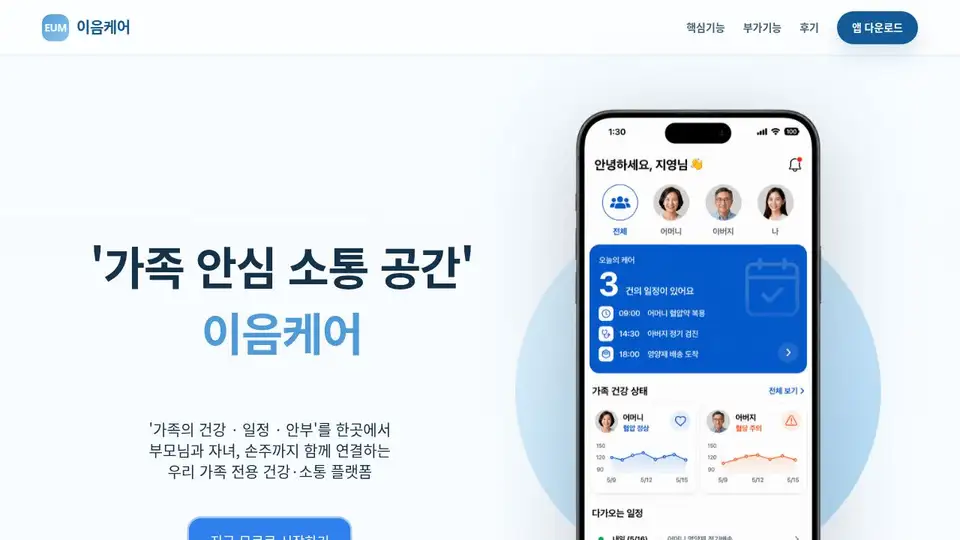 EUM 이음케어
핵심기능 부가기능 후기 앱 다운로드
'가족 안심 소통 공간'
이음케어
'가족의 건강 · 일정 · 안부'를 한곳에서
부모님과 자녀, 손주까지 함께 연결하는
우리 가족 전용 건강·소통 플랫폼
1:30 100
안녕하세요, 지영님 👋
전체 어머니 아버지 나
오늘의 케어
3 건의 일정이 있어요
09:00 어머니 혈압약 복용
14:30 아버지 정기 검진
18:00 영양제 배송 도착
가족 건강 상태 전체 보기
어머니
혈압 정상
150
120
90
5/9 5/12 5/15
아버지
혈당 주의
150
120
90
5/9 5/12 5/15
다가오는 일정
내일 (5/16)